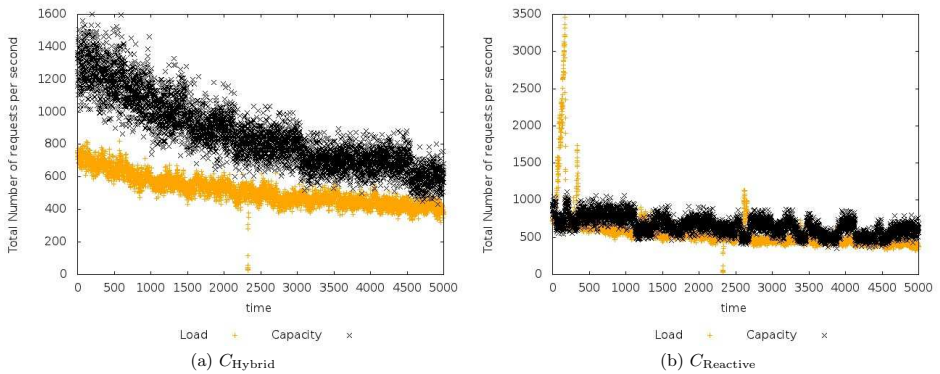 Total Number of requests per second
1600
1400
1200
1000
800
600
400
200
0
0 500 1000 1500 2000 2500 3000 3500 4000 4500 5000
time
Load + Capacity ×
(a) C_Hybrid
Total Number of requests per second
3500
3000
2500
2000
1500
1000
500
0
0 500 1000 1500 2000 2500 3000 3500 4000 4500 5000
time
Load + Capacity ×
(b) C_Reactive